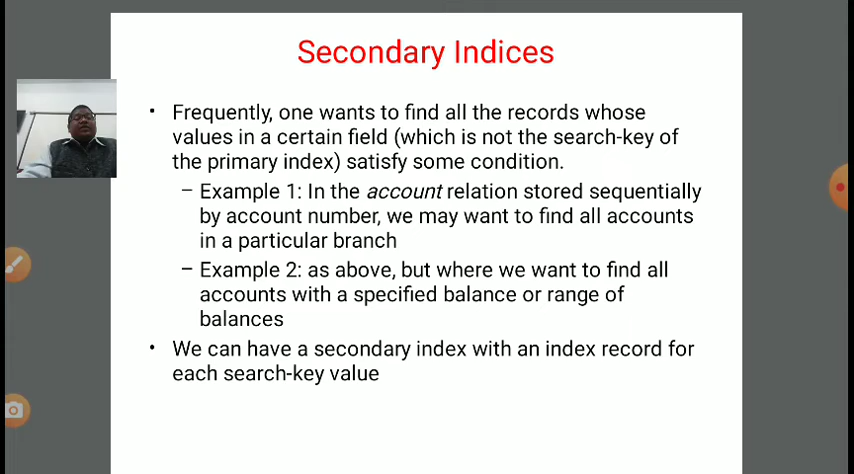 Secondary Indices
• Frequently, one wants to find all the records whose
values in a certain field (which is not the search-key of
the primary index) satisfy some condition.
– Example 1: In the account relation stored sequentially
by account number, we may want to find all accounts
in a particular branch
– Example 2: as above, but where we want to find all
accounts with a specified balance or range of
balances
• We can have a secondary index with an index record for
each search-key value